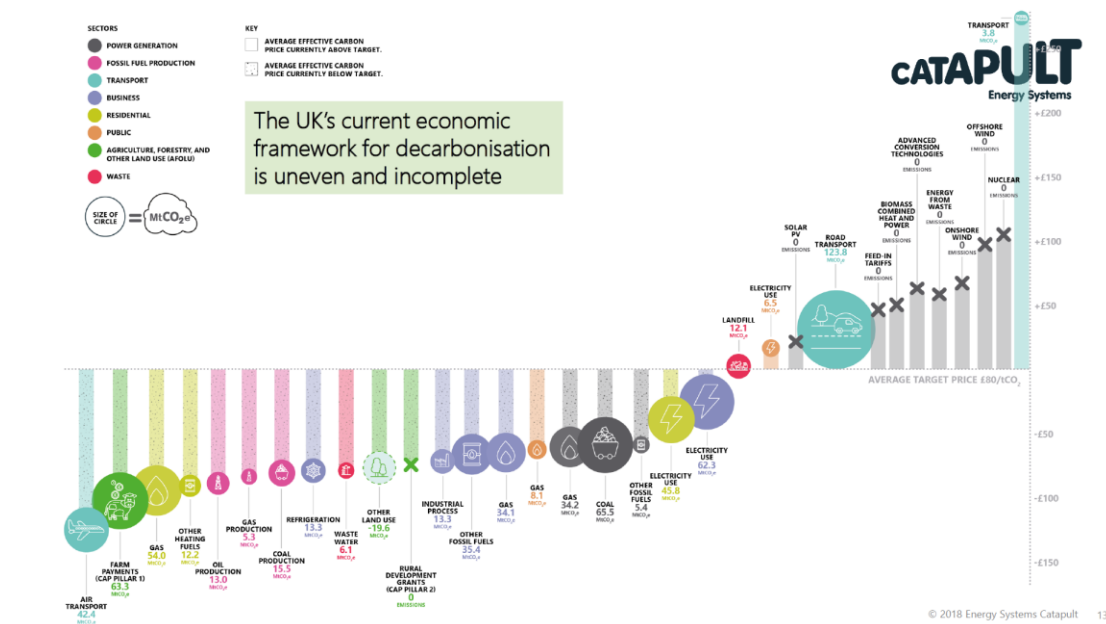 SECTORS
POWER GENERATION
FOSSIL FUEL PRODUCTION
TRANSPORT
BUSINESS
RESIDENTIAL
PUBLIC
AGRICULTURE, FORESTRY, AND
OTHER LAND USE (AFOLU)
WASTE
SIZE OF
CIRCLE
=
MtCO₂e
KEY
AVERAGE EFFECTIVE CARBON
PRICE CURRENTLY ABOVE TARGET.
AVERAGE EFFECTIVE CARBON
PRICE CURRENTLY BELOW TARGET.
The UK's current economic
framework for decarbonisation
is uneven and incomplete
CATAPULT
Energy Systems
TRANSPORT
3.8
MtCO₂e
+£200
+£150
+£100
+£50
AVERAGE TARGET PRICE £80/tCO₂
-£50
-£100
-£150
AIR
TRANSPORT
42.4
MtCO₂e
FARM
PAYMENTS
(CAP PILLAR 1)
63.3
MtCO₂e
GAS
54.0
MtCO₂e
OTHER
HEATING
FUELS
12.2
MtCO₂e
OIL
PRODUCTION
13.0
MtCO₂e
GAS
PRODUCTION
5.3
MtCO₂e
COAL
PRODUCTION
15.5
MtCO₂e
REFRIGERATION
13.3
MtCO₂e
WASTE
WATER
6.1
MtCO₂e
OTHER
LAND USE
-19.6
MtCO₂e
RURAL
DEVELOPMENT
GRANTS
(CAP PILLAR 2)
0
EMISSIONS
INDUSTRIAL
PROCESS
13.3
MtCO₂e
OTHER
FOSSIL FUELS
35.4
MtCO₂e
GAS
34.1
MtCO₂e
GAS
8.1
MtCO₂e
GAS
34.2
MtCO₂e
COAL
65.5
MtCO₂e
OTHER
FOSSIL
FUELS
5.4
MtCO₂e
ELECTRICITY
USE
45.8
MtCO₂e
ELECTRICITY
USE
62.3
MtCO₂e
LANDFILL
12.1
MtCO₂e
ELECTRICITY
USE
6.5
MtCO₂e
SOLAR
PV
0
EMISSIONS
ROAD
TRANSPORT
123.8
MtCO₂e
FEED-IN
TARIFFS
0
EMISSIONS
BIOMASS
COMBINED
HEAT AND
POWER
0
EMISSIONS
ADVANCED
CONVERSION
TECHNOLOGIES
0
EMISSIONS
ENERGY
FROM
WASTE
0
EMISSIONS
ONSHORE
WIND
0
EMISSIONS
OFFSHORE
WIND
0
EMISSIONS
NUCLEAR
0
EMISSIONS
© 2018 Energy Systems Catapult